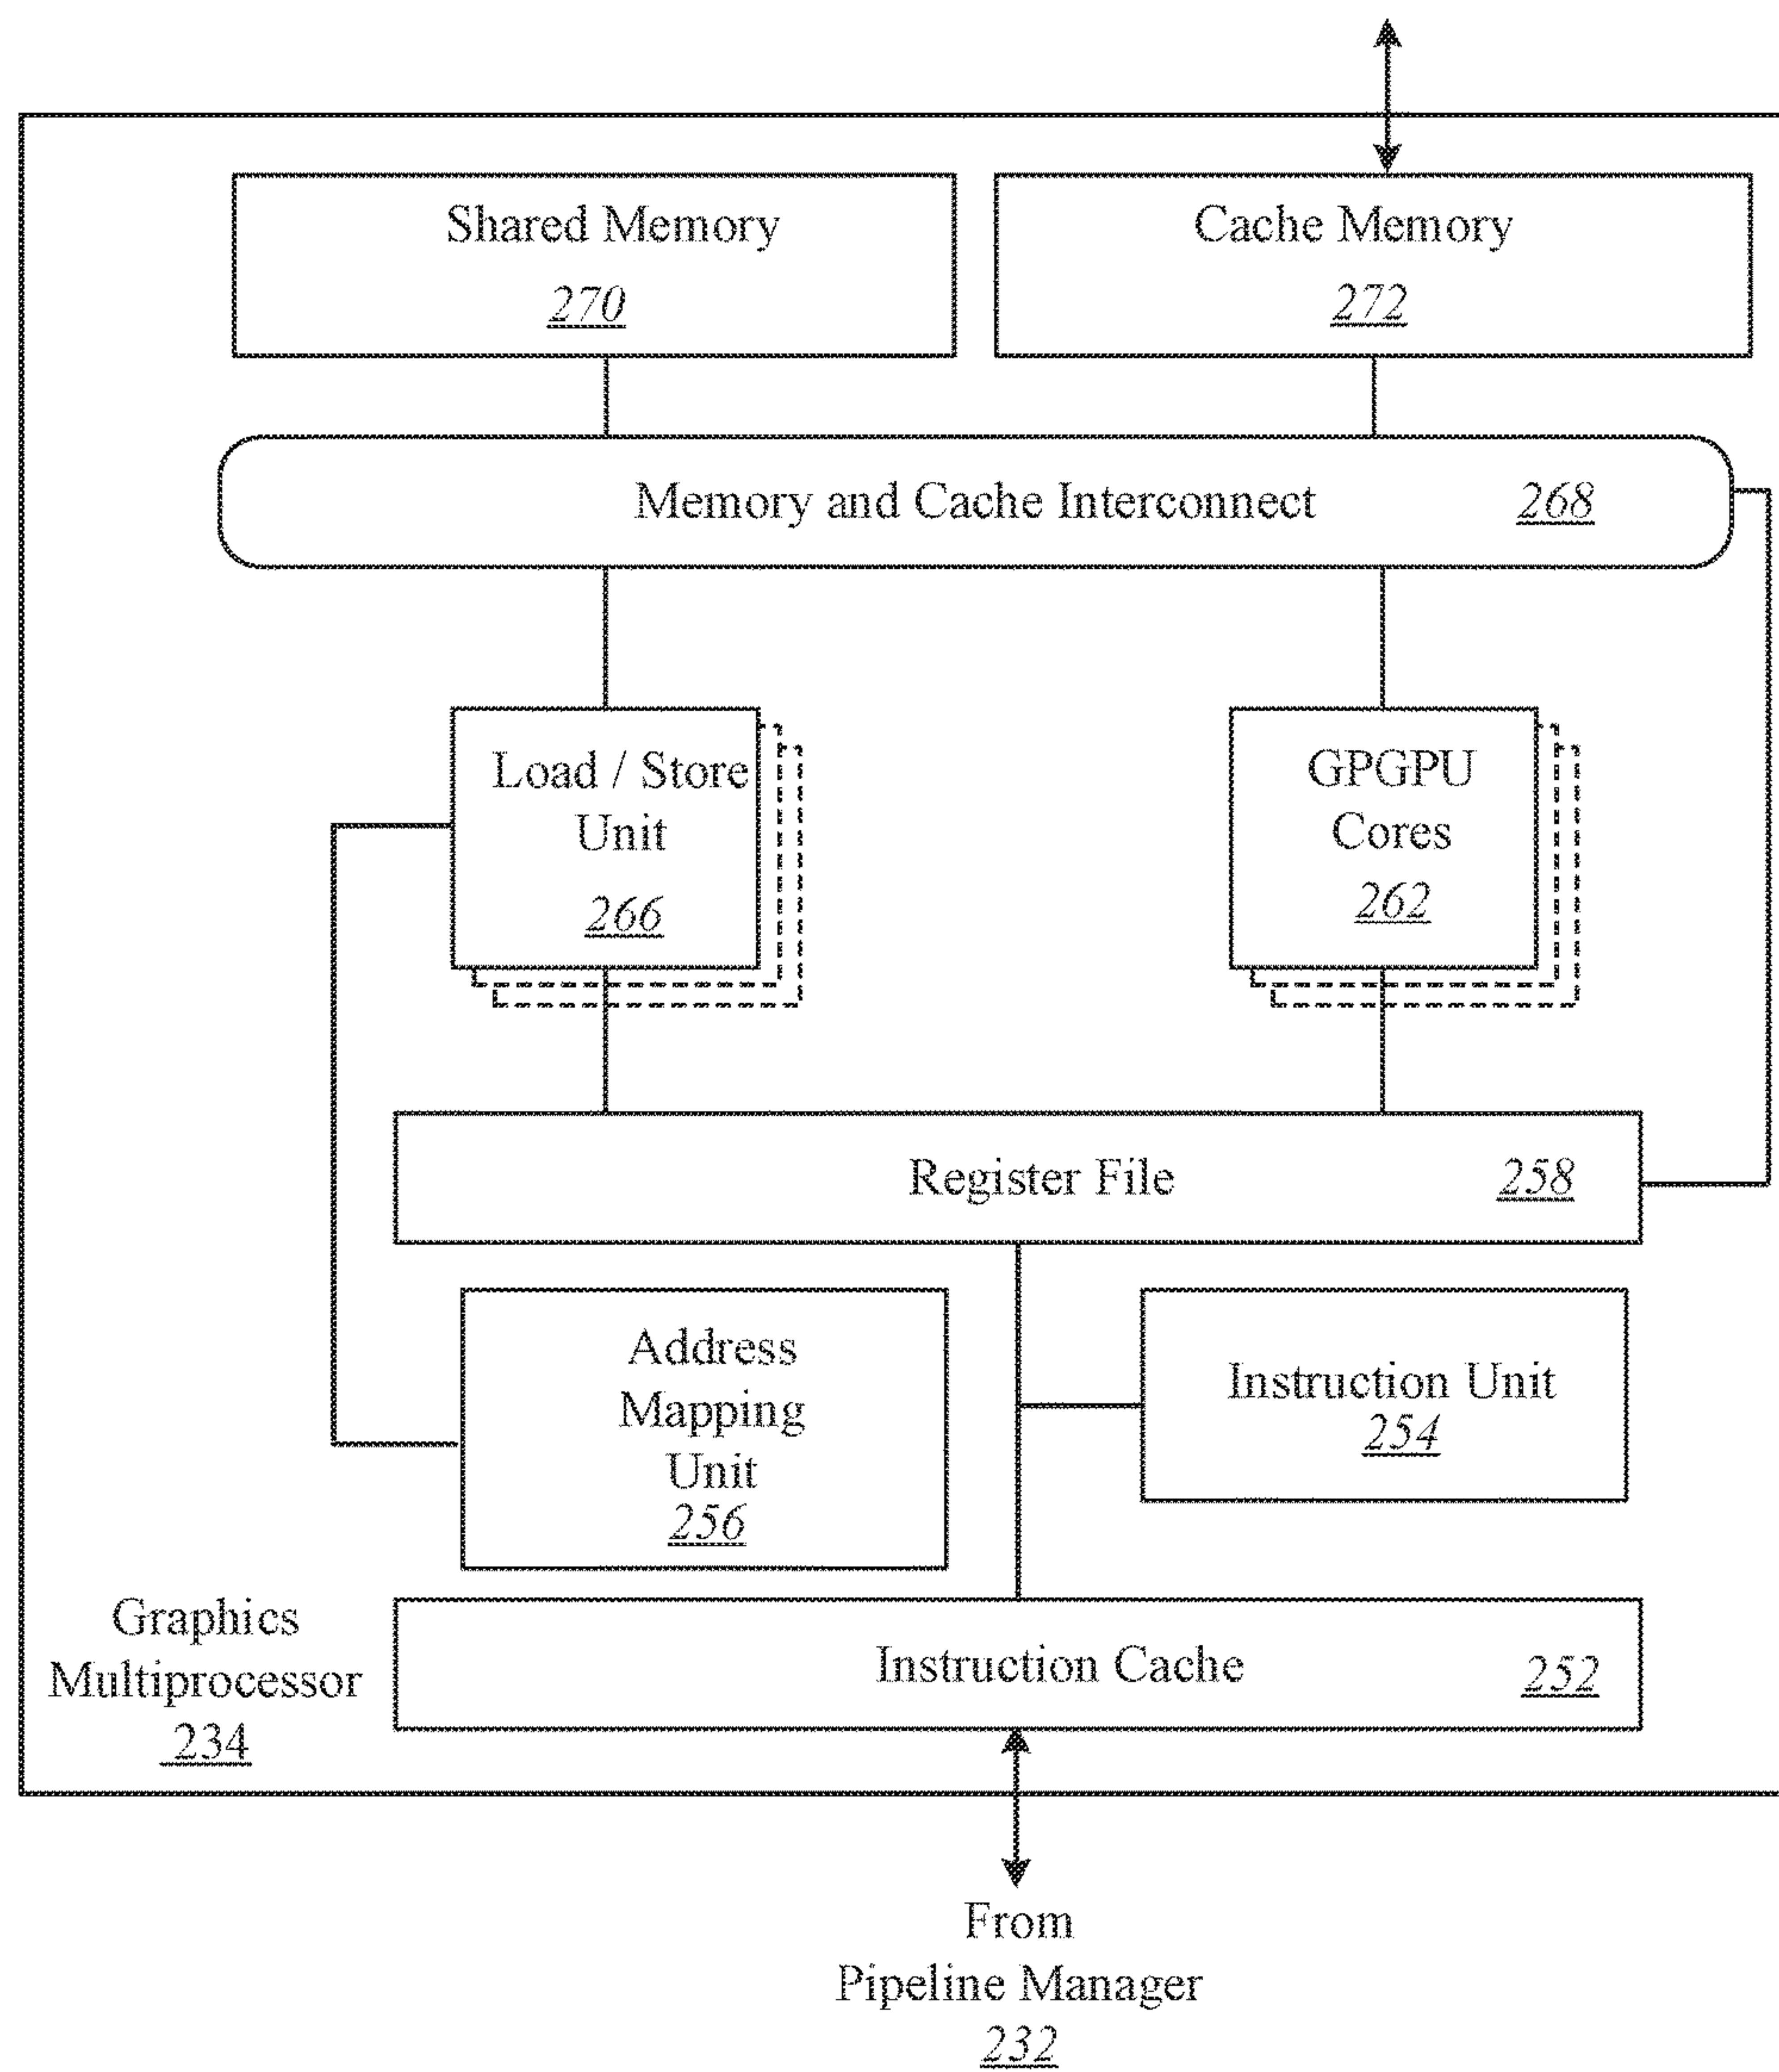 Shared Memory
270
Cache Memory
272
Memory and Cache Interconnect 268
Load / Store
Unit
266
GPGPU
Cores
262
Register File 258
Address
Mapping
Unit
256
Instruction Unit
254
Graphics
Multiprocessor
234
Instruction Cache 252
From
Pipeline Manager
232